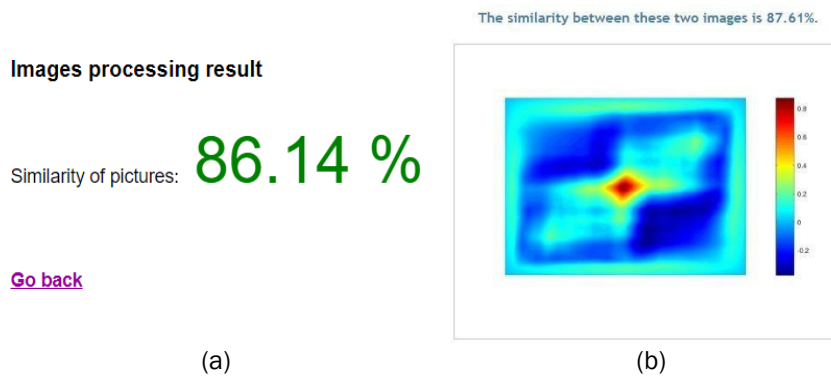 Images processing result
Similarity of pictures: 86.14 %
Go back
(a)
The similarity between these two images is 87.61%.
0.8
0.6
0.4
0.2
0
-0.2
(b)